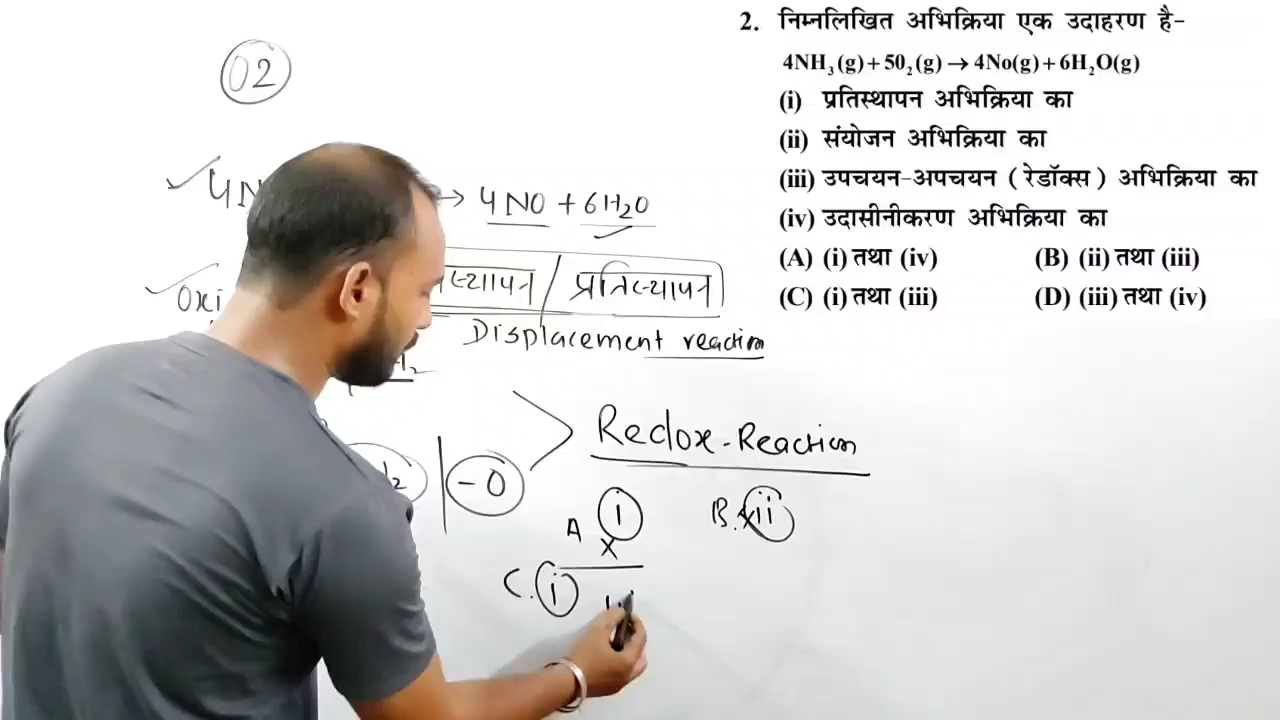 2. निम्नलिखित अभिक्रिया एक उदाहरण है-
4NH₃(g)+5O₂(g)→4No(g)+6H₂O(g)
(i) प्रतिस्थापन अभिक्रिया का
(ii) संयोजन अभिक्रिया का
(iii) उपचयन-अपचयन (रेडॉक्स) अभिक्रिया का
(iv) उदासीनीकरण अभिक्रिया का
(A) (i) तथा (iv) (B) (ii) तथा (iii)
(C) (i) तथा (iii) (D) (iii) तथा (iv)
02
4N → 4NO + 6H₂O
/ प्रतिस्थापन
Oxi
Displacement reaction
Redox-Reaction
-O
A i B. ii
x
C. i